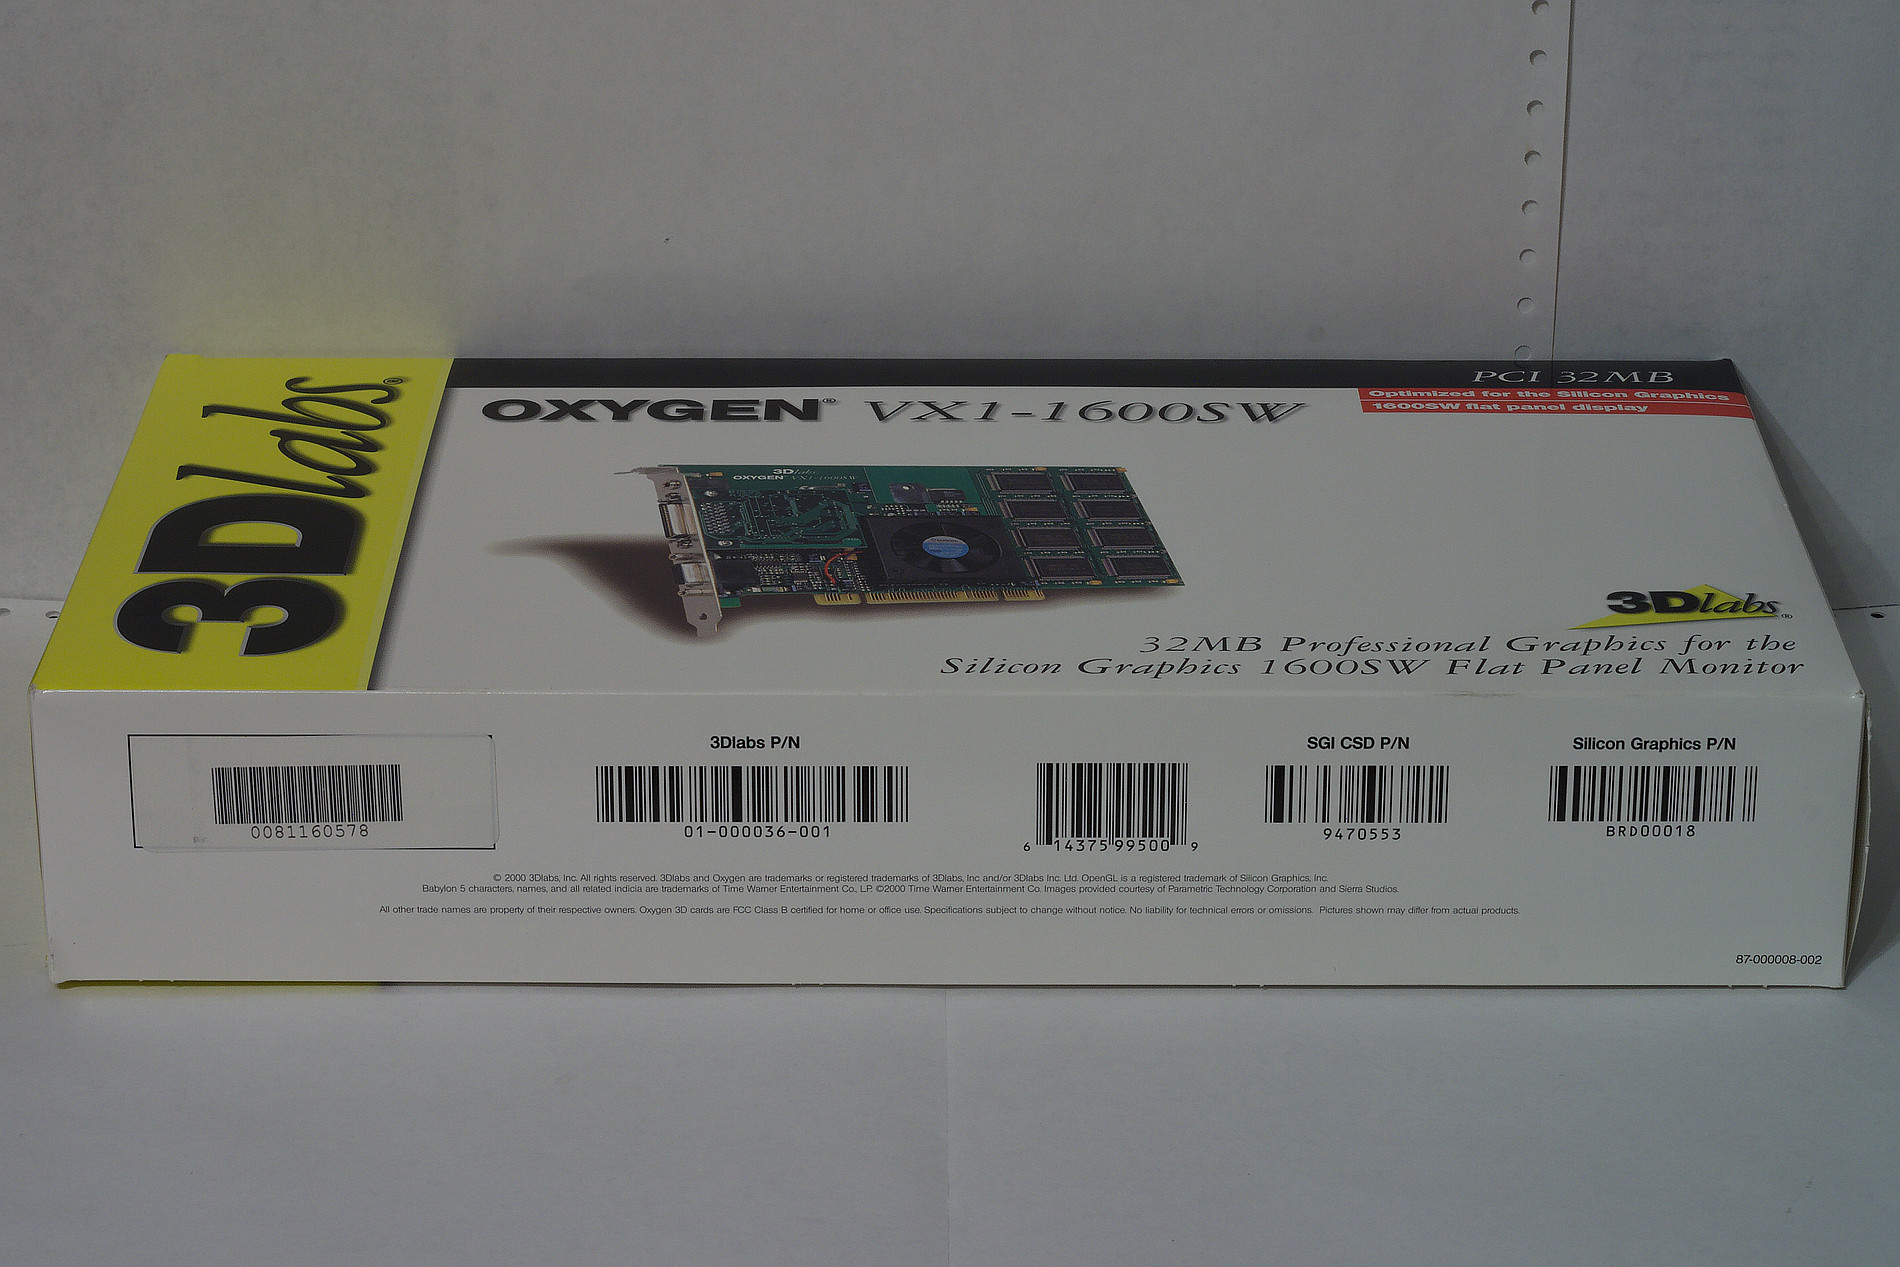 3Dlabs®
PCI 32MB
Optimized for the Silicon Graphics
1600SW flat panel display
OXYGEN® VX1-1600SW
3Dlabs
OXYGEN VX1-1600SW
3Dlabs®
32MB Professional Graphics for the
Silicon Graphics 1600SW Flat Panel Monitor
0081160578
3Dlabs P/N
01-000036-001
6 14375 99500 9
SGI CSD P/N
9470553
Silicon Graphics P/N
BRD00018
© 2000 3Dlabs, Inc. All rights reserved. 3Dlabs and Oxygen are trademarks or registered trademarks of 3Dlabs, Inc and/or 3Dlabs Inc. Ltd. OpenGL is a registered trademark of Silicon Graphics, Inc.
Babylon 5 characters, names, and all related indicia are trademarks of Time Warner Entertainment Co., L.P. ©2000 Time Warner Entertainment Co. Images provided courtesy of Parametric Technology Corporation and Sierra Studios.
All other trade names are property of their respective owners. Oxygen 3D cards are FCC Class B certified for home or office use. Specifications subject to change without notice. No liability for technical errors or omissions. Pictures shown may differ from actual products.
87-000008-002